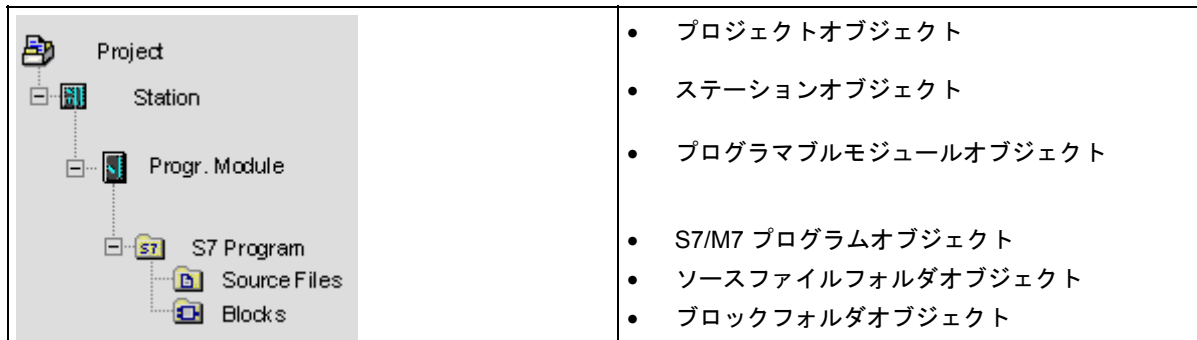 Project
Station
Progr. Module
S7 Program
Source Files
Blocks
• プロジェクトオブジェクト
• ステーションオブジェクト
• プログラマブルモジュールオブジェクト
• S7/M7 プログラムオブジェクト
• ソースファイルフォルダオブジェクト
• ブロックフォルダオブジェクト